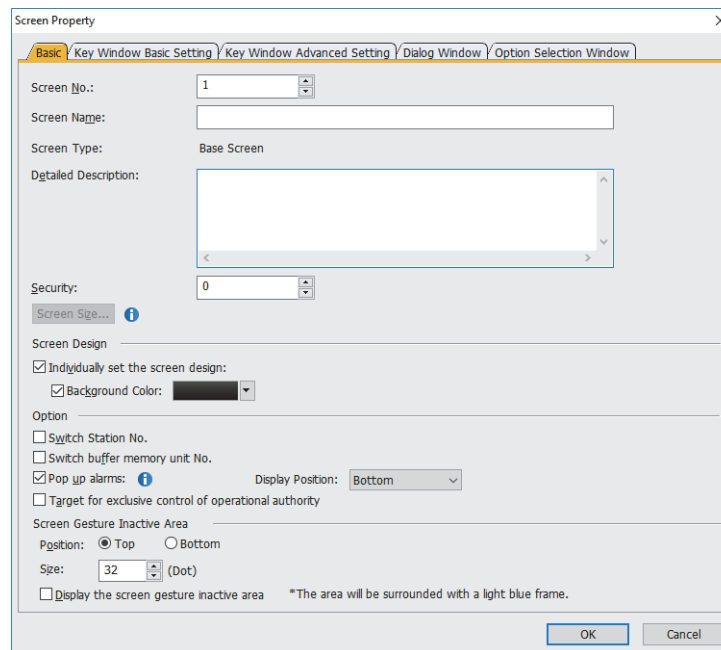 Screen Property
Basic Key Window Basic Setting Key Window Advanced Setting Dialog Window Option Selection Window
Screen No.: 1
Screen Name:
Screen Type: Base Screen
Detailed Description:
Security: 0
Screen Size...
Screen Design
Individually set the screen design:
Background Color:
Option
Switch Station No.
Switch buffer memory unit No.
Pop up alarms: Display Position: Bottom
Target for exclusive control of operational authority
Screen Gesture Inactive Area
Position: Top Bottom
Size: 32 (Dot)
Display the screen gesture inactive area *The area will be surrounded with a light blue frame.
OK Cancel